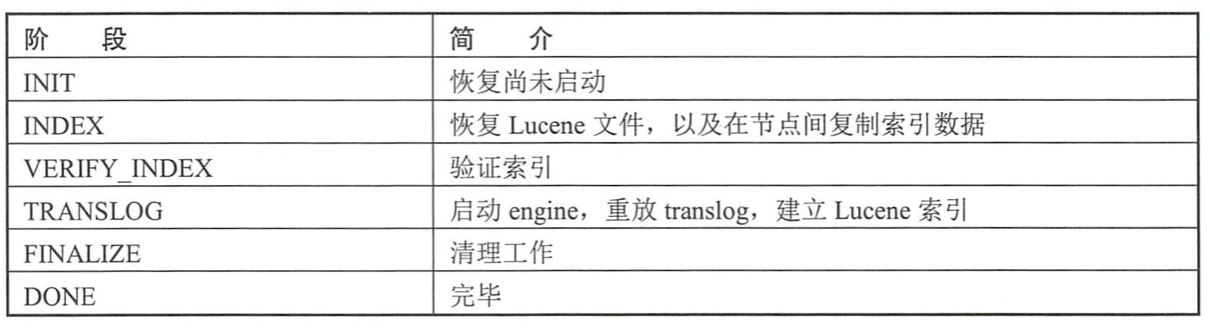 阶 段 简 介
INIT 恢复尚未启动
INDEX 恢复 Lucene 文件，以及在节点间复制索引数据
VERIFY_INDEX 验证索引
TRANSLOG 启动 engine，重放 translog，建立 Lucene 索引
FINALIZE 清理工作
DONE 完毕